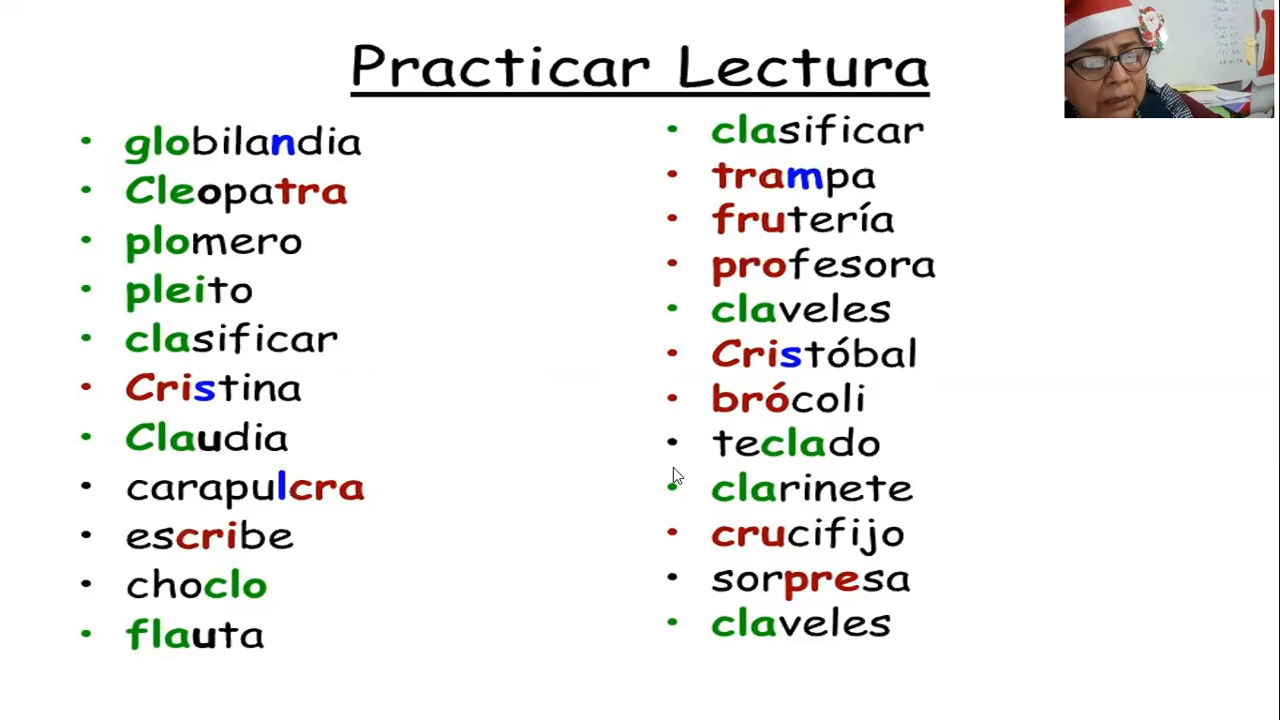 Practicar Lectura
globilandia
Cleopatra
plomero
pleito
clasificar
Cristina
Claudia
carapulcra
escribe
choclo
flauta
clasificar
trampa
frutería
profesora
claveles
Cristóbal
brócoli
teclado
clarinete
crucifijo
sorpresa
claveles